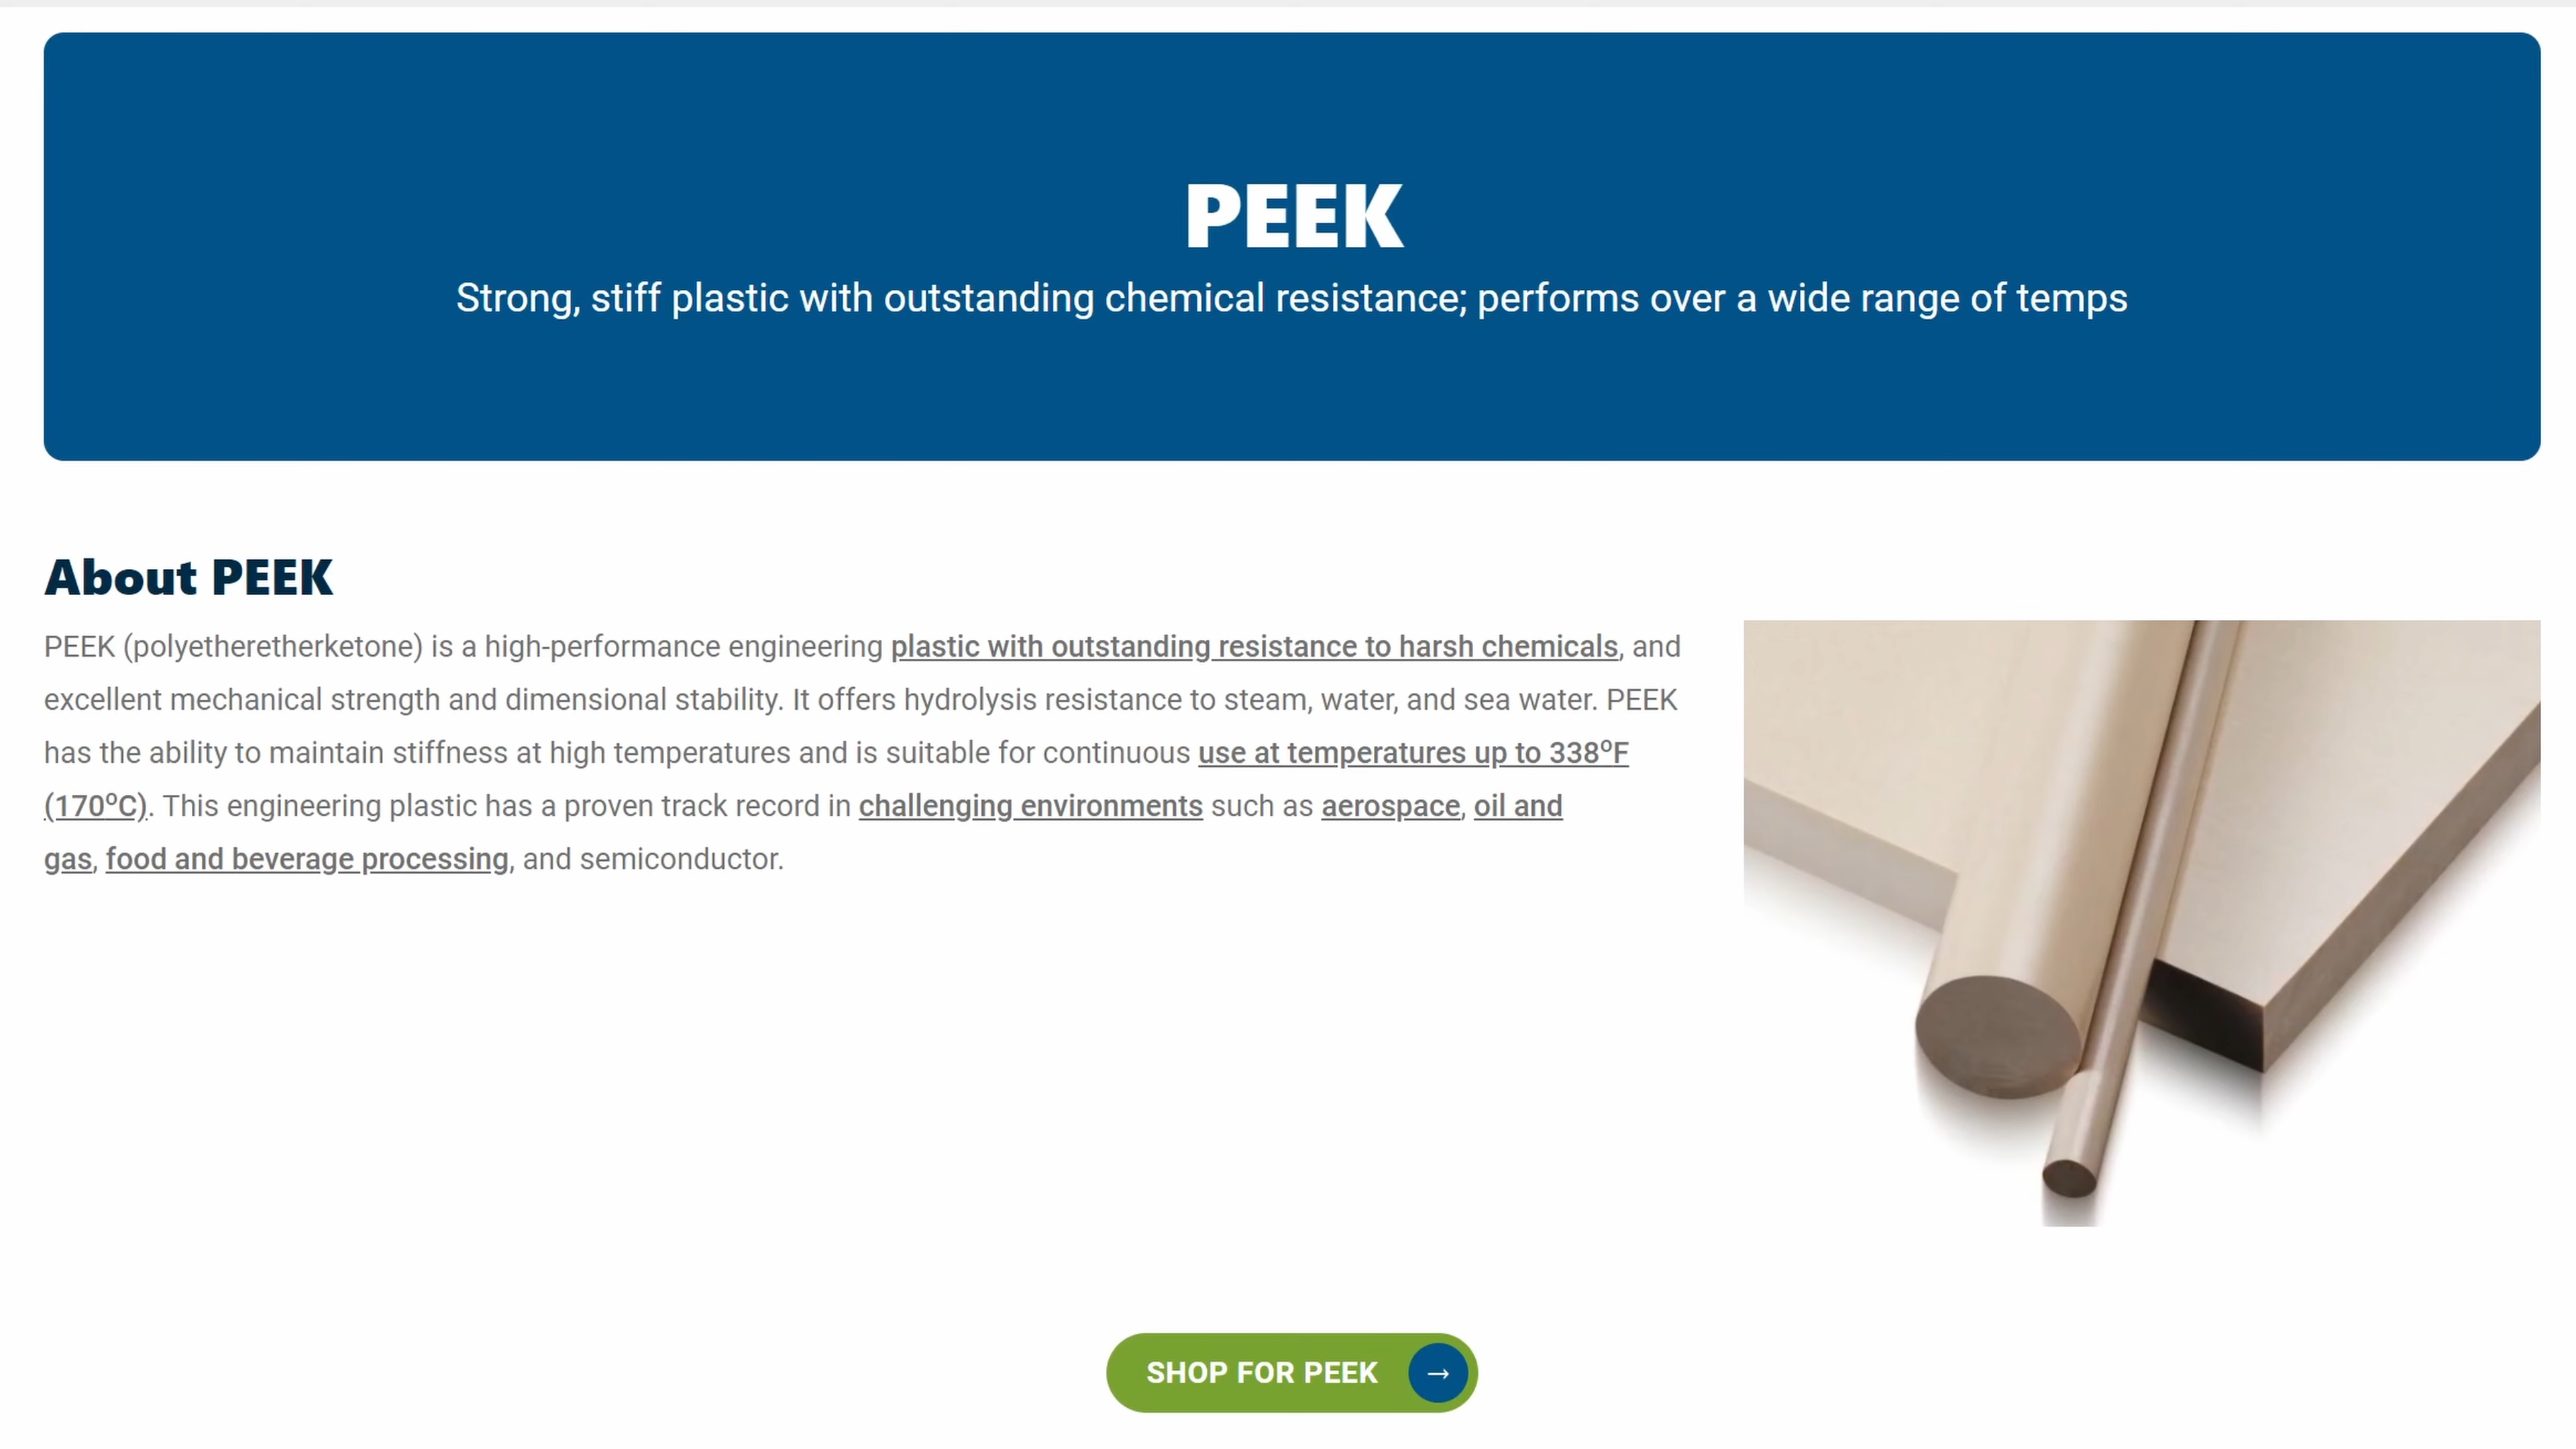 PEEK
Strong, stiff plastic with outstanding chemical resistance; performs over a wide range of temps
About PEEK
PEEK (polyetheretherketone) is a high-performance engineering plastic with outstanding resistance to harsh chemicals, and
excellent mechanical strength and dimensional stability. It offers hydrolysis resistance to steam, water, and sea water. PEEK
has the ability to maintain stiffness at high temperatures and is suitable for continuous use at temperatures up to 338ºF
(170ºC). This engineering plastic has a proven track record in challenging environments such as aerospace, oil and
gas, food and beverage processing, and semiconductor.
SHOP FOR PEEK →